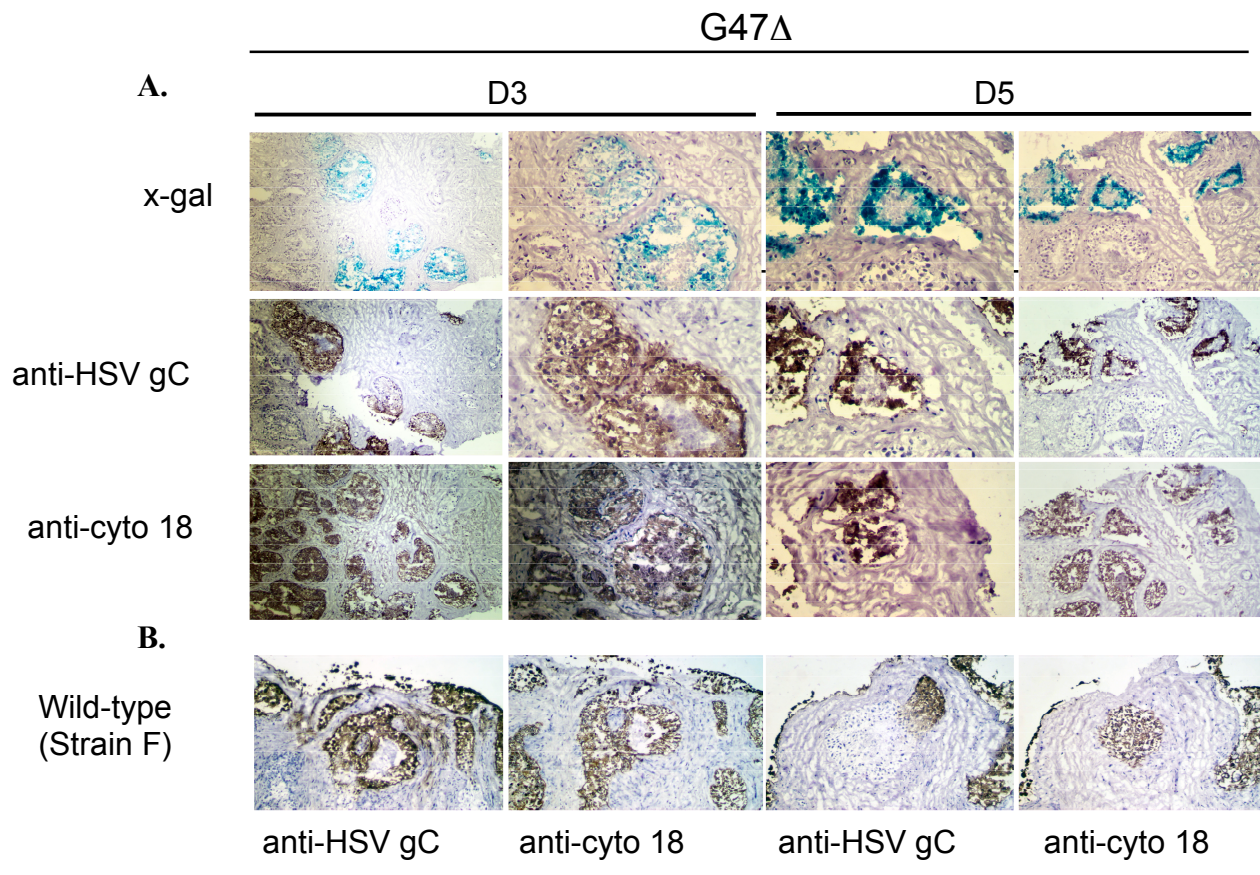 G47Δ
A.
D3
D5
x-gal
anti-HSV gC
anti-cyto 18
B.
Wild-type
(Strain F)
anti-HSV gC
anti-cyto 18
anti-HSV gC
anti-cyto 18